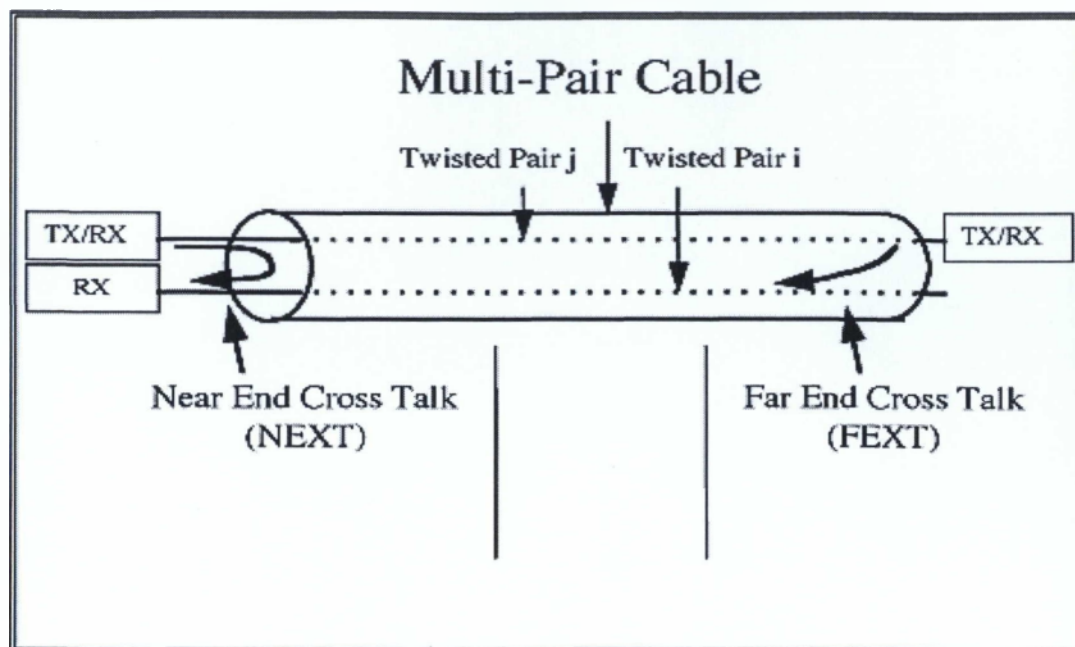 Multi-Pair Cable
Twisted Pair j Twisted Pair i
TX/RX
TX/RX
RX
Near End Cross Talk
(NEXT)
Far End Cross Talk
(FEXT)